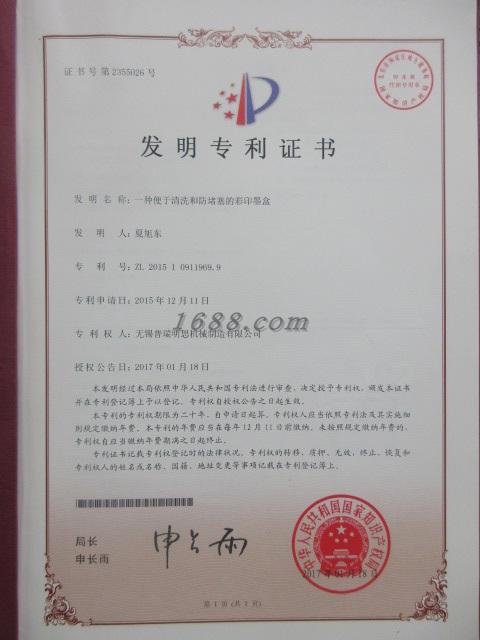 证书号第2355026号
发明专利证书
发明名称：一种便于清洗和防堵塞的彩印墨盒
发明人：夏旭东
专利号：ZL 2015 1 0911969.9
专利申请日：2015年12月11日
1688.com
专利权人：无锡普瑞明思机械制造有限公司
授权公告日：2017年01月18日
本发明经过本局依照中华人民共和国专利法进行审查，决定授予专利权，颁发本证书
并在专利登记簿上予以登记。专利权自授权公告之日起生效。
本专利的专利权期限为二十年，自申请日起算。专利权人应当依照专利法及其实施细
则规定缴纳年费。本专利的年费应当在每年12月11日前缴纳。未按照规定缴纳年费的，
专利权自应当缴纳年费期满之日起终止。
专利证书记载专利权登记时的法律状况。专利权的转移、质押、无效、终止、恢复和
专利权人的姓名或名称、国籍、地址变更等事项记载在专利登记簿上。
局长
申长雨
申长雨
中华人民共和国国家知识产权局
2017年01月18日
第1页(共1页)